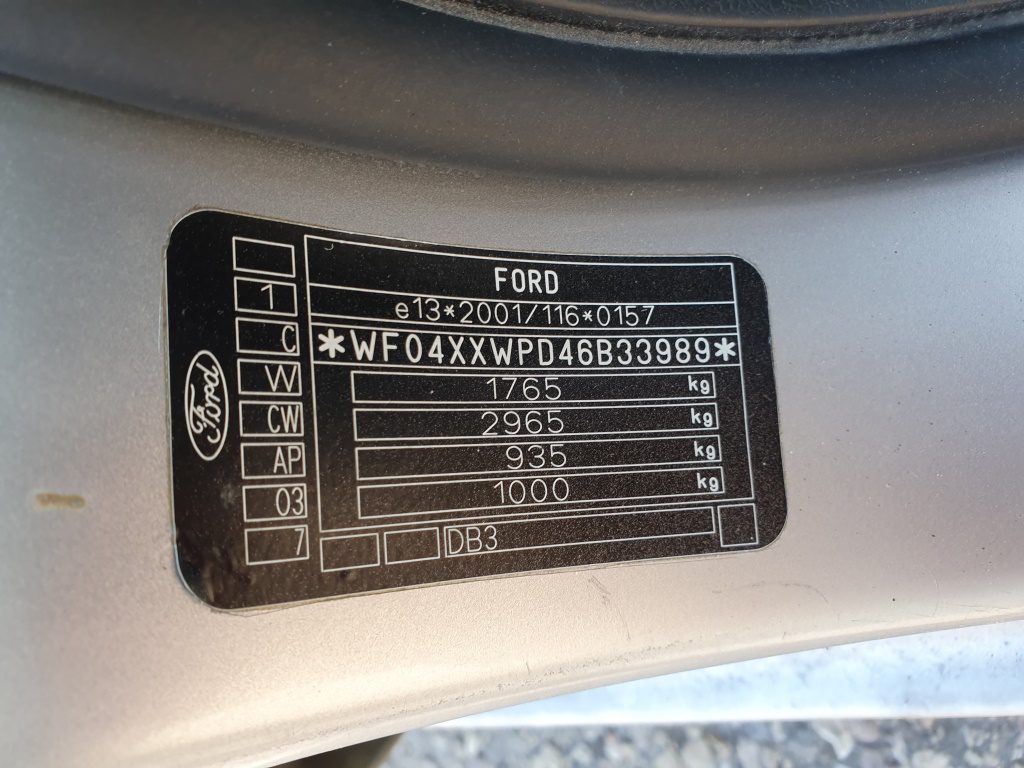 Ford
1
C
W
CW
AP
03
7
FORD
e13*2001/116*0157
*WF04XXWPD46B33989*
1765 kg
2965 kg
935 kg
1000 kg
DB3